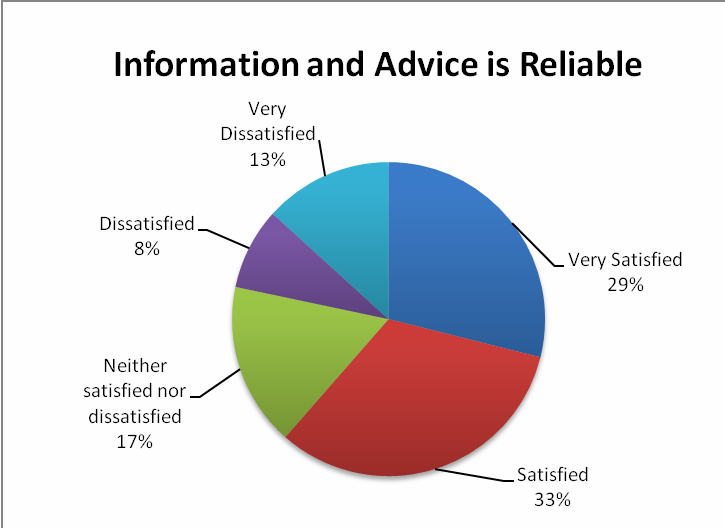 Information and Advice is Reliable
Very
Dissatisfied
13%
Dissatisfied
8%
Very Satisfied
29%
Neither
satisfied nor
dissatisfied
17%
Satisfied
33%